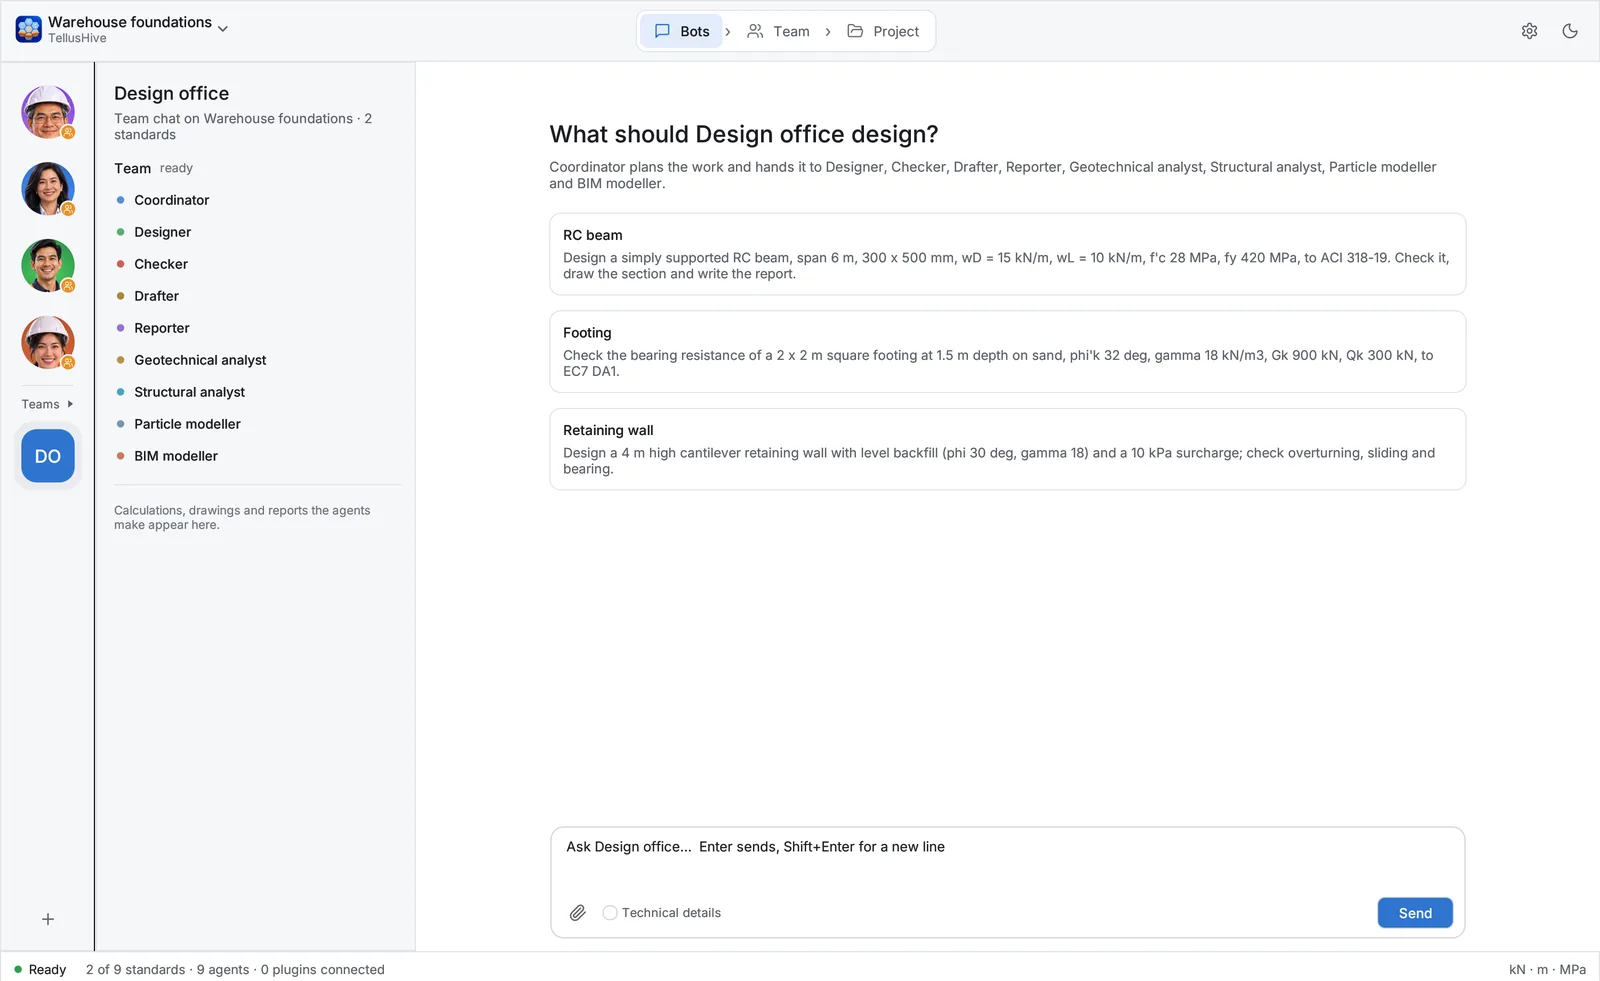 Warehouse foundations
TellusHive
Bots
Team
Project
Teams
DO
Design office
Team chat on Warehouse foundations · 2
standards
Team ready
Coordinator
Designer
Checker
Drafter
Reporter
Geotechnical analyst
Structural analyst
Particle modeller
BIM modeller
Calculations, drawings and reports the agents
make appear here.
What should Design office design?
Coordinator plans the work and hands it to Designer, Checker, Drafter, Reporter, Geotechnical analyst, Structural analyst, Particle modeller
and BIM modeller.
RC beam
Design a simply supported RC beam, span 6 m, 300 x 500 mm, wD = 15 kN/m, wL = 10 kN/m, f'c 28 MPa, fy 420 MPa, to ACI 318-19. Check it,
draw the section and write the report.
Footing
Check the bearing resistance of a 2 x 2 m square footing at 1.5 m depth on sand, phi'k 32 deg, gamma 18 kN/m3, Gk 900 kN, Qk 300 kN, to
EC7 DA1.
Retaining wall
Design a 4 m high cantilever retaining wall with level backfill (phi 30 deg, gamma 18) and a 10 kPa surcharge; check overturning, sliding and
bearing.
Ask Design office... Enter sends, Shift+Enter for a new line
Technical details
Send
Ready
2 of 9 standards · 9 agents · 0 plugins connected
kN · m · MPa